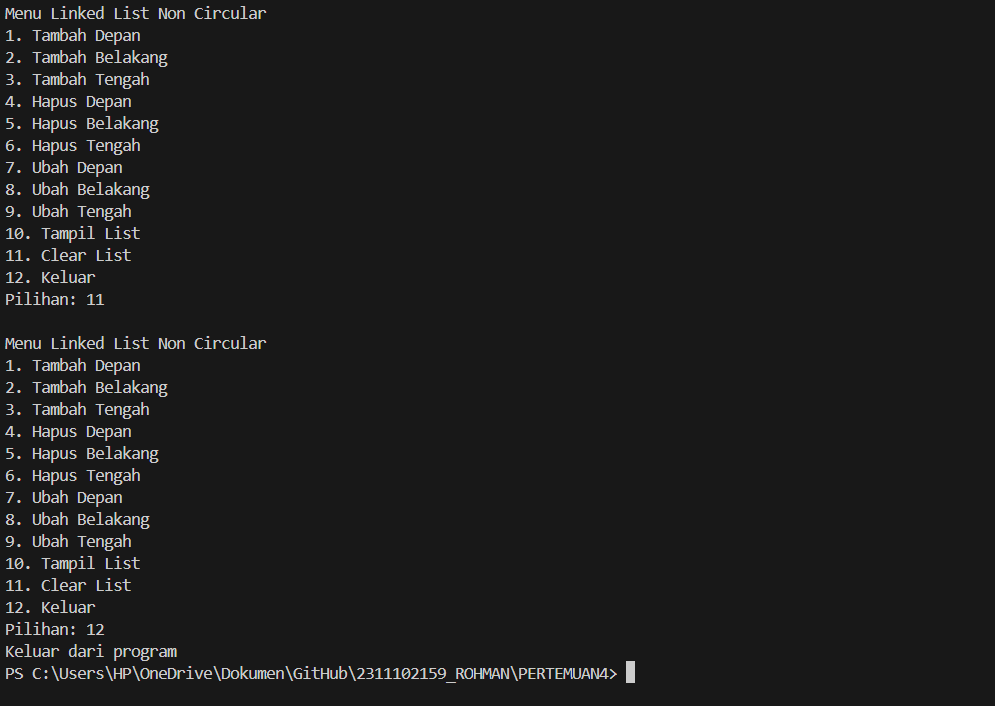 Menu Linked List Non Circular
1. Tambah Depan
2. Tambah Belakang
3. Tambah Tengah
4. Hapus Depan
5. Hapus Belakang
6. Hapus Tengah
7. Ubah Depan
8. Ubah Belakang
9. Ubah Tengah
10. Tampil List
11. Clear List
12. Keluar
Pilihan: 11

Menu Linked List Non Circular
1. Tambah Depan
2. Tambah Belakang
3. Tambah Tengah
4. Hapus Depan
5. Hapus Belakang
6. Hapus Tengah
7. Ubah Depan
8. Ubah Belakang
9. Ubah Tengah
10. Tampil List
11. Clear List
12. Keluar
Pilihan: 12
Keluar dari program
PS C:\Users\HP\OneDrive\Dokumen\GitHub\2311102159_ROHMAN\PERTEMUAN4>